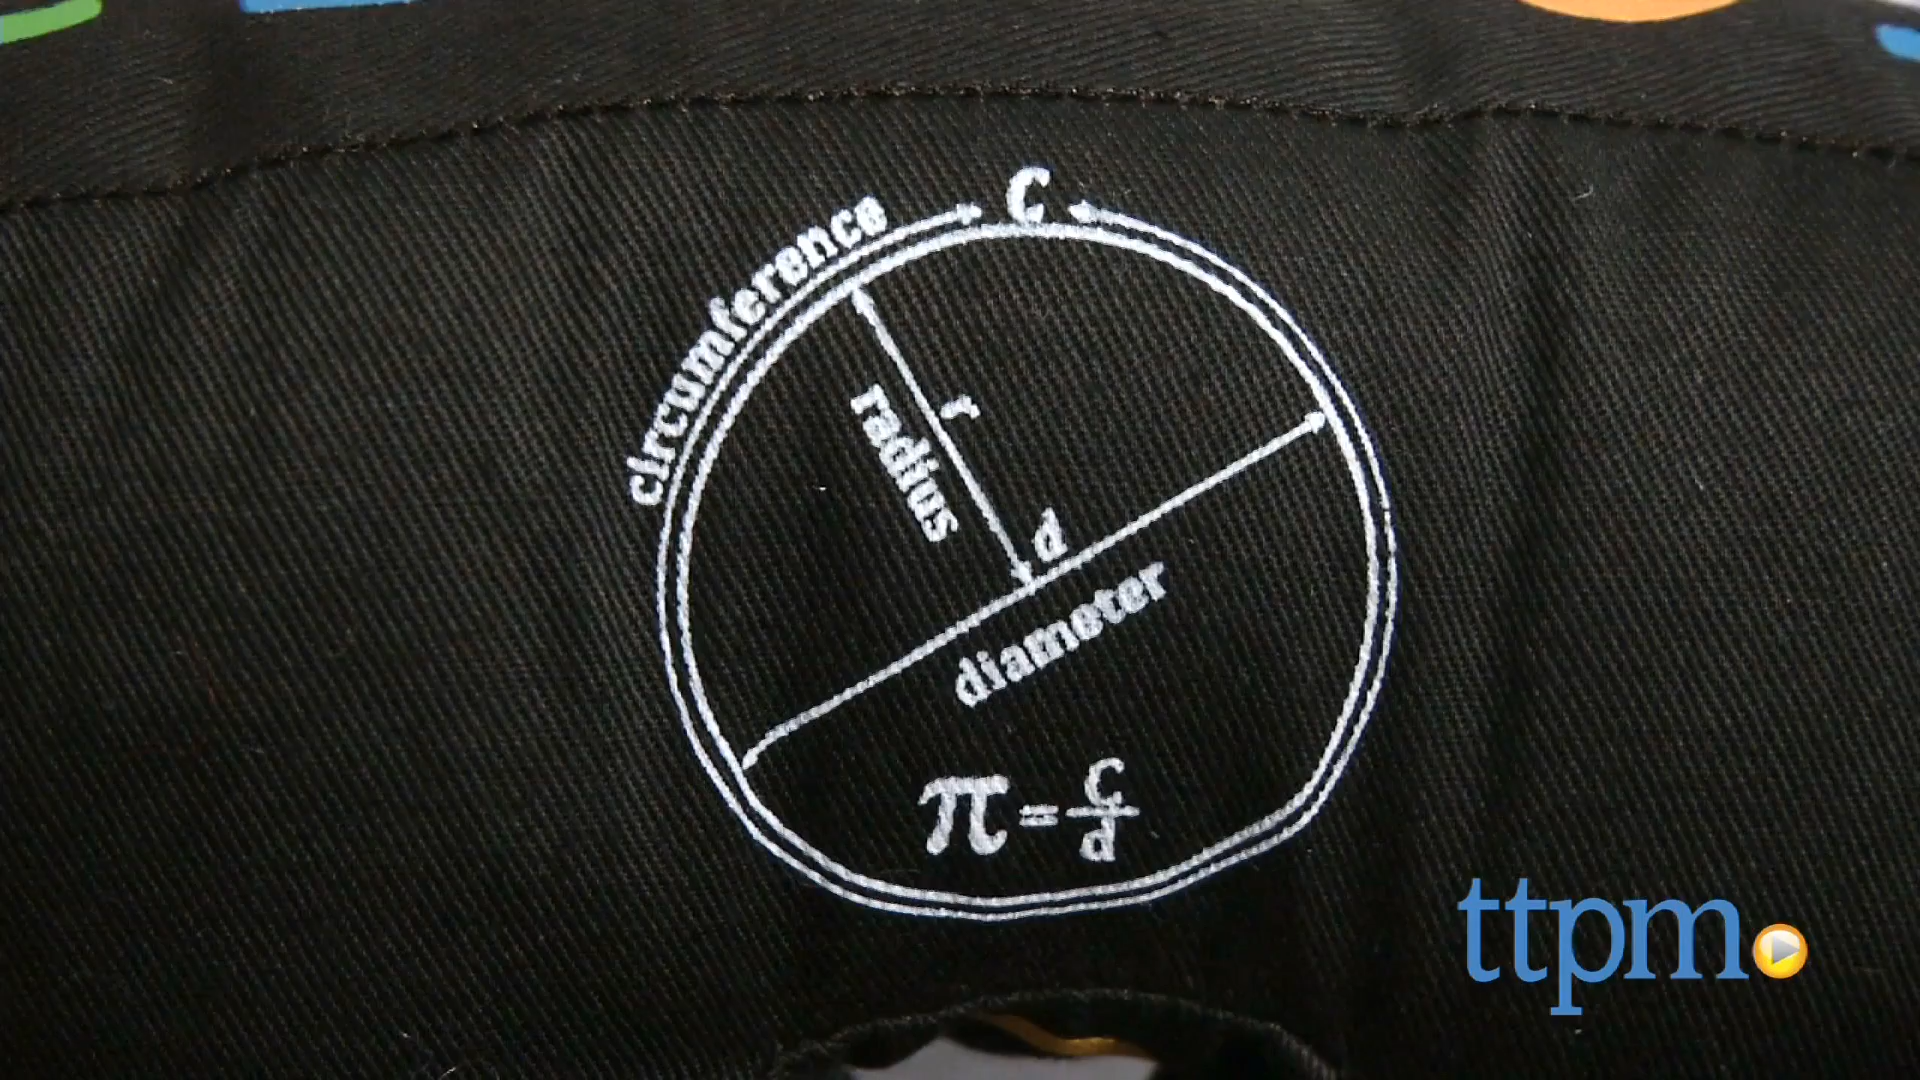 C
circumference
r
radius
d
diameter
π = C/d
ttpm